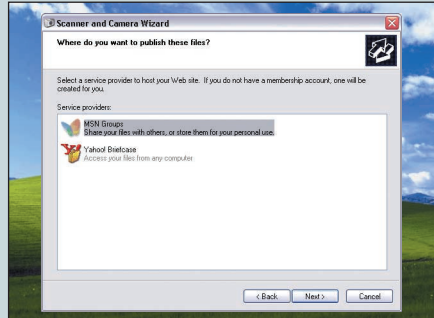 Scanner and Camera Wizard
Where do you want to publish these files?
Select a service provider to host your Web site. If you do not have a membership account, one will be
created for you.
Service providers:
MSN Groups
Share your files with others, or store them for your personal use.
Yahoo! Briefcase
Access your files from any computer
< Back
Next >
Cancel